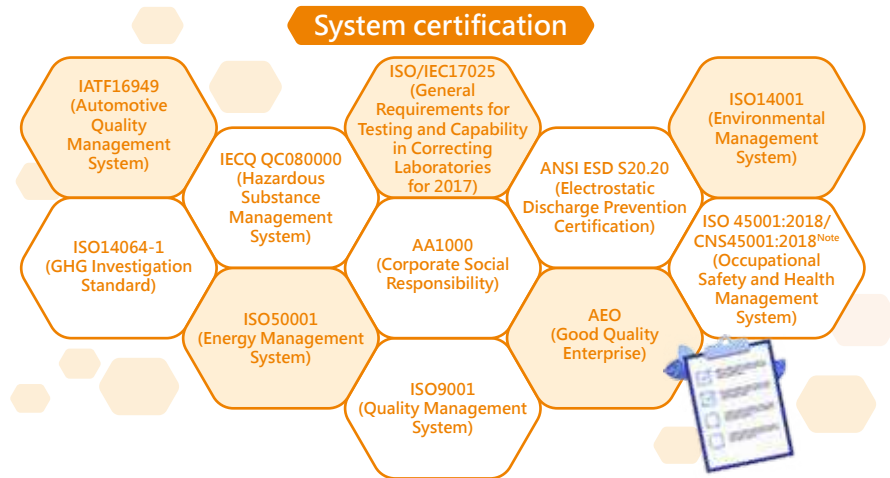 System certification
IATF16949
(Automotive
Quality
Management
System)
ISO14064-1
(GHG Investigation
Standard)
IECQ QC080000
(Hazardous
Substance
Management
System)
ISO50001
(Energy Management
System)
ISO/IEC17025
(General
Requirements for
Testing and Capability
in Correcting
Laboratories
for 2017)
AA1000
(Corporate Social
Responsibility)
ISO9001
(Quality Management
System)
ANSI ESD S20.20
(Electrostatic
Discharge Prevention
Certification)
AEO
(Good Quality
Enterprise)
ISO14001
(Environmental
Management
System)
ISO 45001:2018/
CNS45001:2018Note
(Occupational
Safety and Health
Management
System)